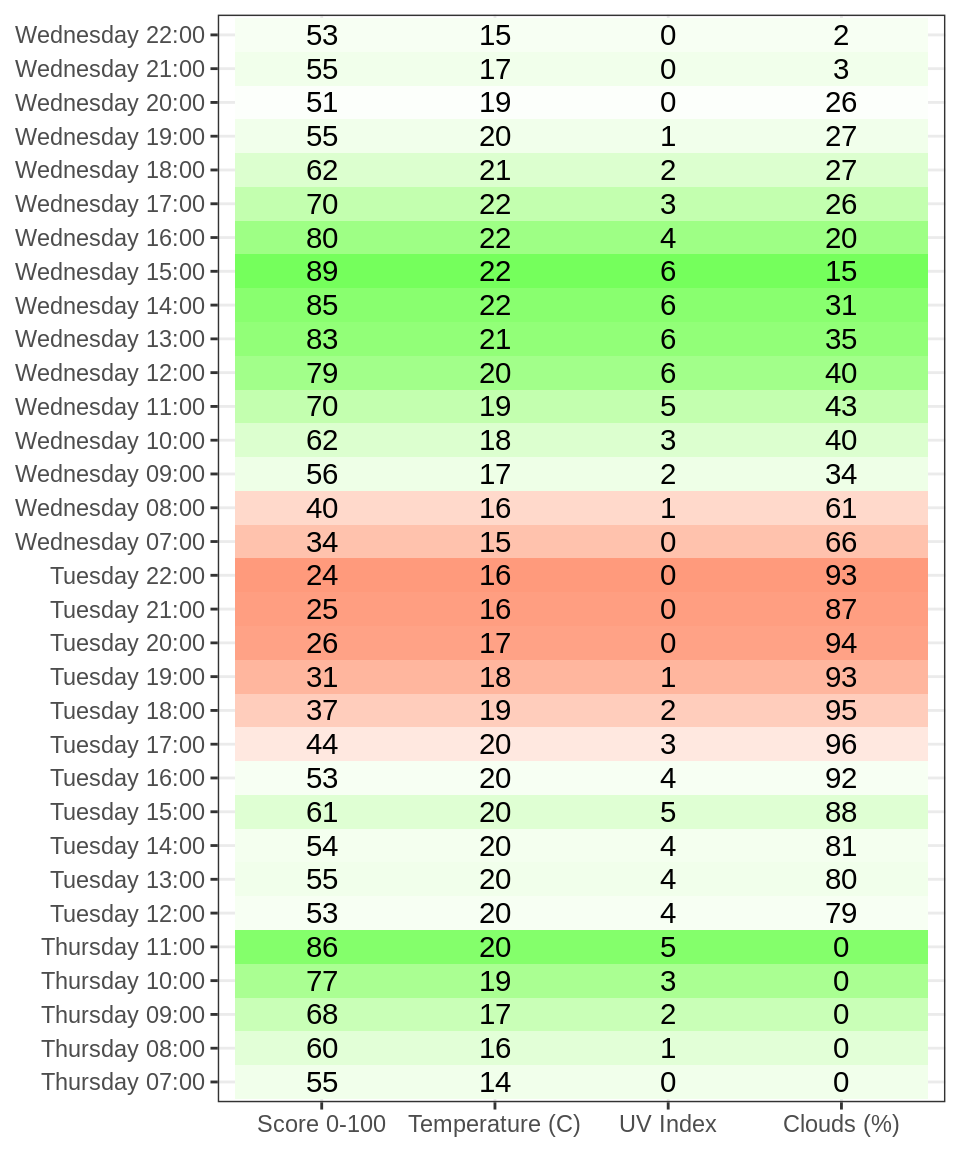 Wednesday 22:00 53 15 0 2
Wednesday 21:00 55 17 0 3
Wednesday 20:00 51 19 0 26
Wednesday 19:00 55 20 1 27
Wednesday 18:00 62 21 2 27
Wednesday 17:00 70 22 3 26
Wednesday 16:00 80 22 4 20
Wednesday 15:00 89 22 6 15
Wednesday 14:00 85 22 6 31
Wednesday 13:00 83 21 6 35
Wednesday 12:00 79 20 6 40
Wednesday 11:00 70 19 5 43
Wednesday 10:00 62 18 3 40
Wednesday 09:00 56 17 2 34
Wednesday 08:00 40 16 1 61
Wednesday 07:00 34 15 0 66
Tuesday 22:00 24 16 0 93
Tuesday 21:00 25 16 0 87
Tuesday 20:00 26 17 0 94
Tuesday 19:00 31 18 1 93
Tuesday 18:00 37 19 2 95
Tuesday 17:00 44 20 3 96
Tuesday 16:00 53 20 4 92
Tuesday 15:00 61 20 5 88
Tuesday 14:00 54 20 4 81
Tuesday 13:00 55 20 4 80
Tuesday 12:00 53 20 4 79
Thursday 11:00 86 20 5 0
Thursday 10:00 77 19 3 0
Thursday 09:00 68 17 2 0
Thursday 08:00 60 16 1 0
Thursday 07:00 55 14 0 0
Score 0-100 Temperature (C) UV Index Clouds (%)